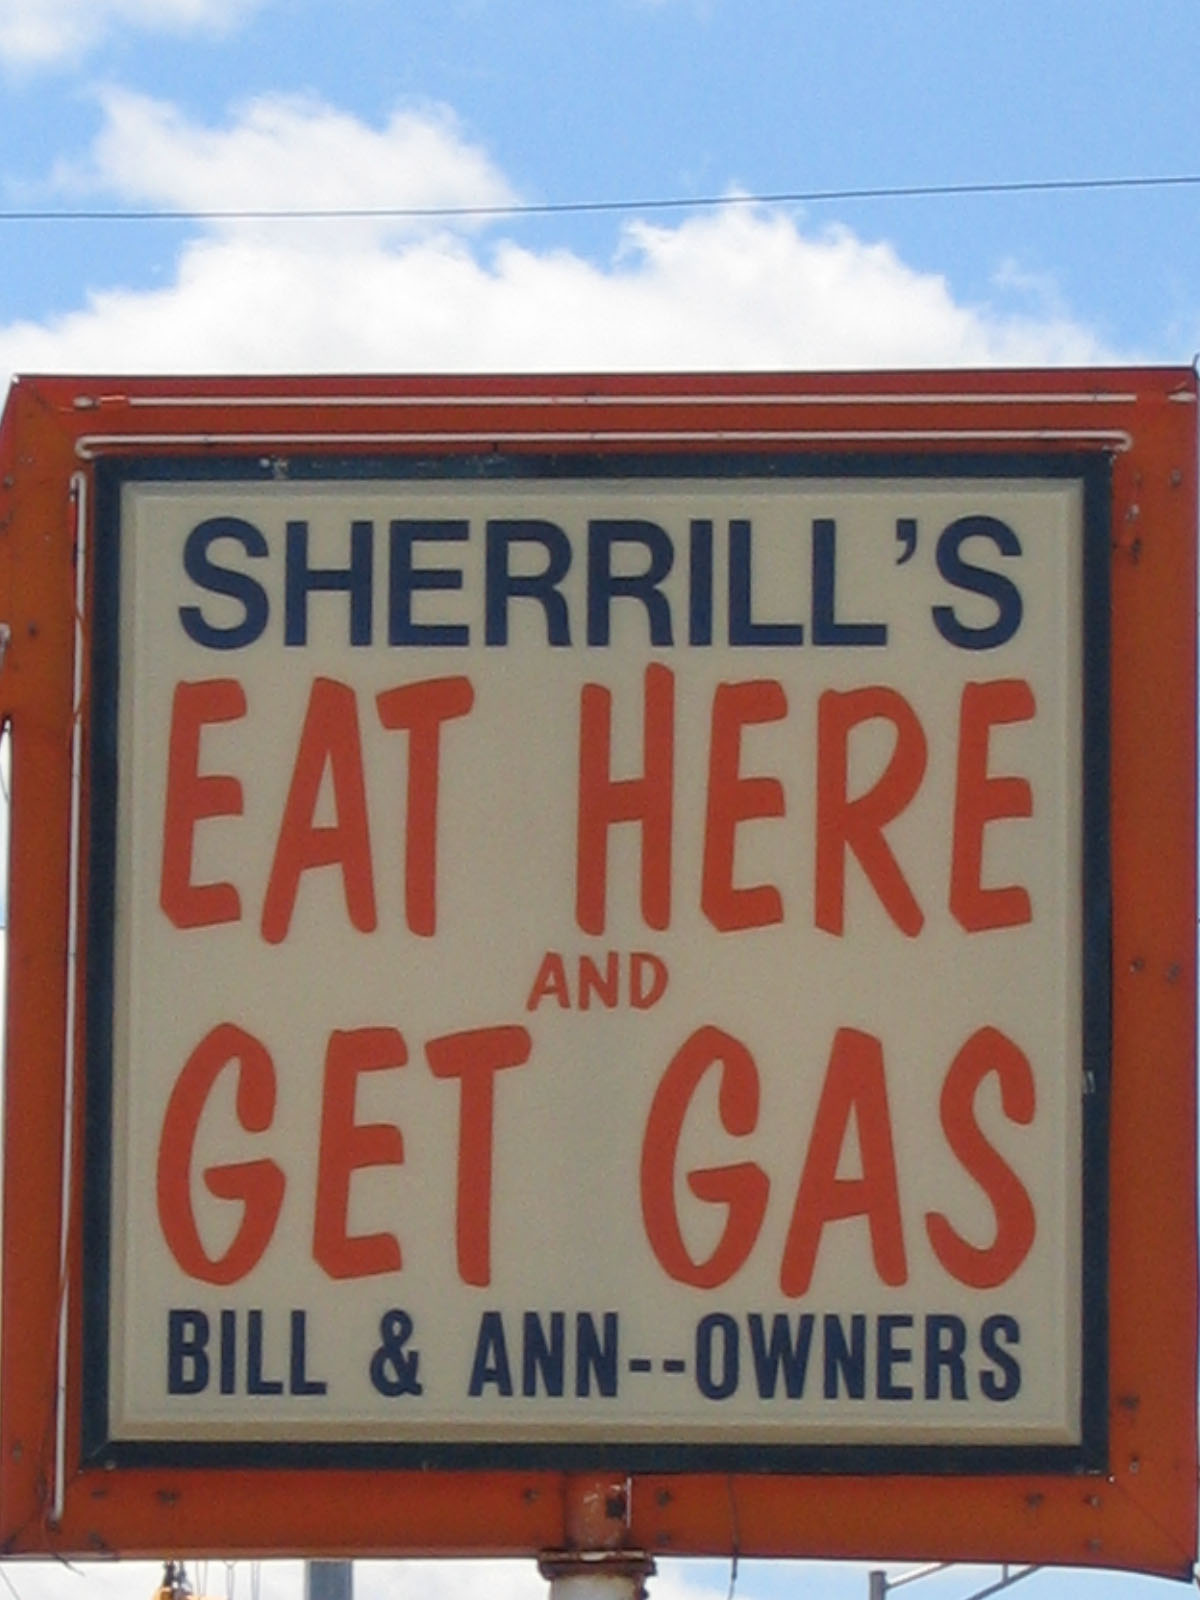 SHERRILL'S
EAT HERE
AND
GET GAS
BILL & ANN--OWNERS